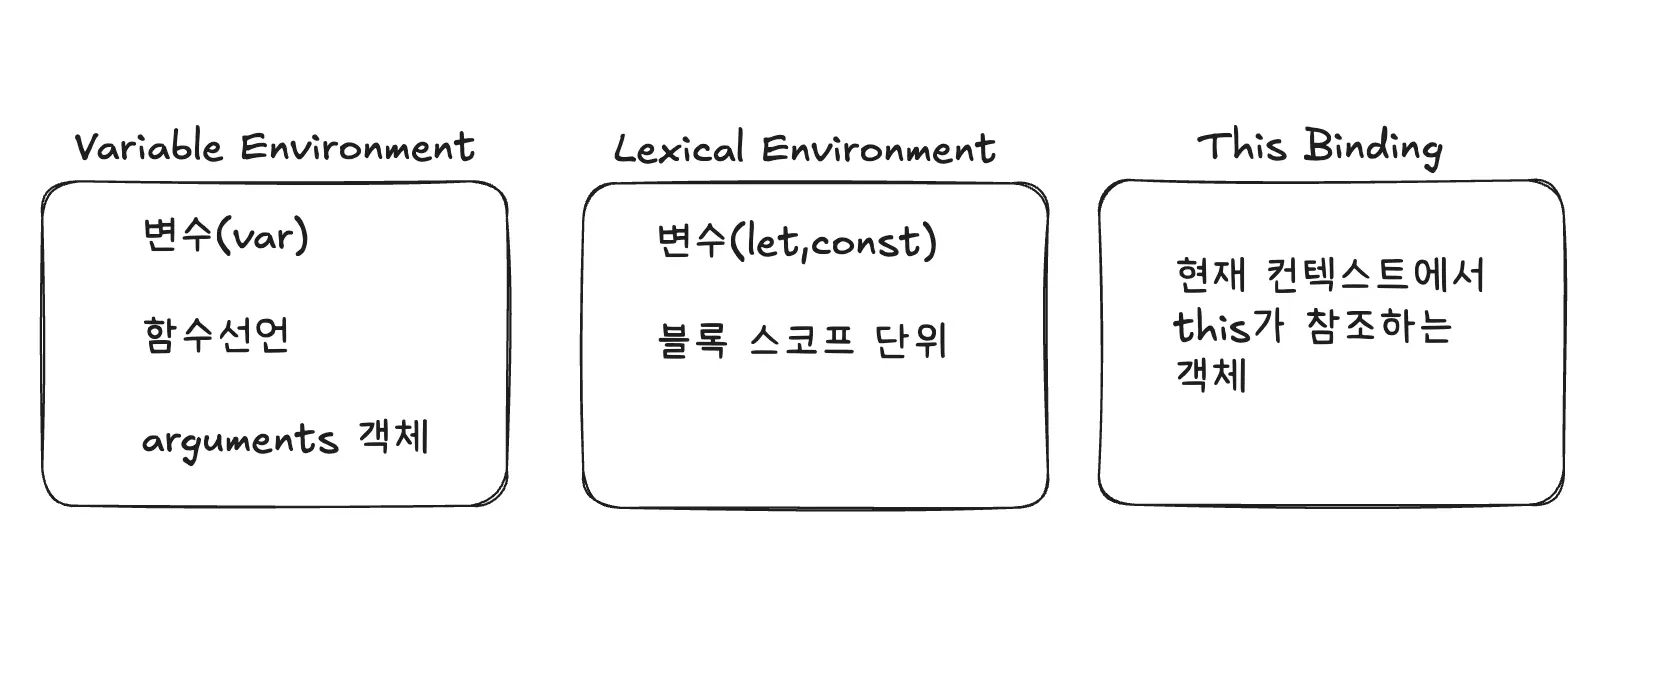 Variable Environment
변수(var)
함수선언
arguments 객체
Lexical Environment
변수(let,const)
블록 스코프 단위
This Binding
현재 컨텍스트에서
this가 참조하는
객체